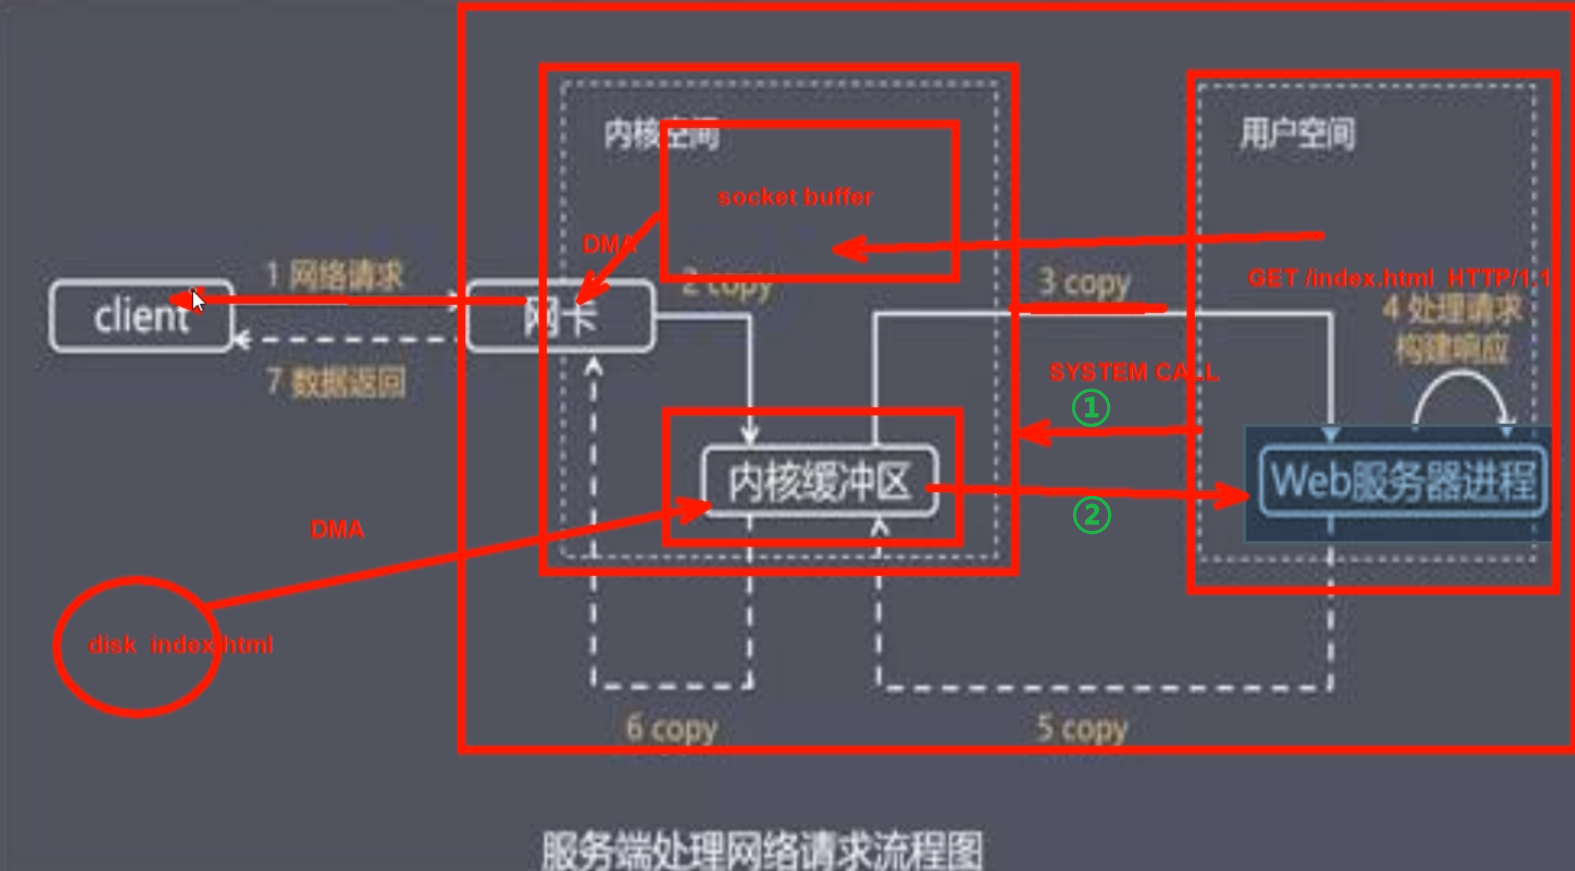 内核空间
用户空间
socket buffer
DMA
1 网络请求
2 copy
3 copy
GET /index.html HTTP/1.1
client
网卡
4 处理请求
构建响应
7 数据返回
SYSTEM CALL
①
内核缓冲区
Web服务器进程
②
DMA
disk index.html
6 copy
5 copy
服务端处理网络请求流程图